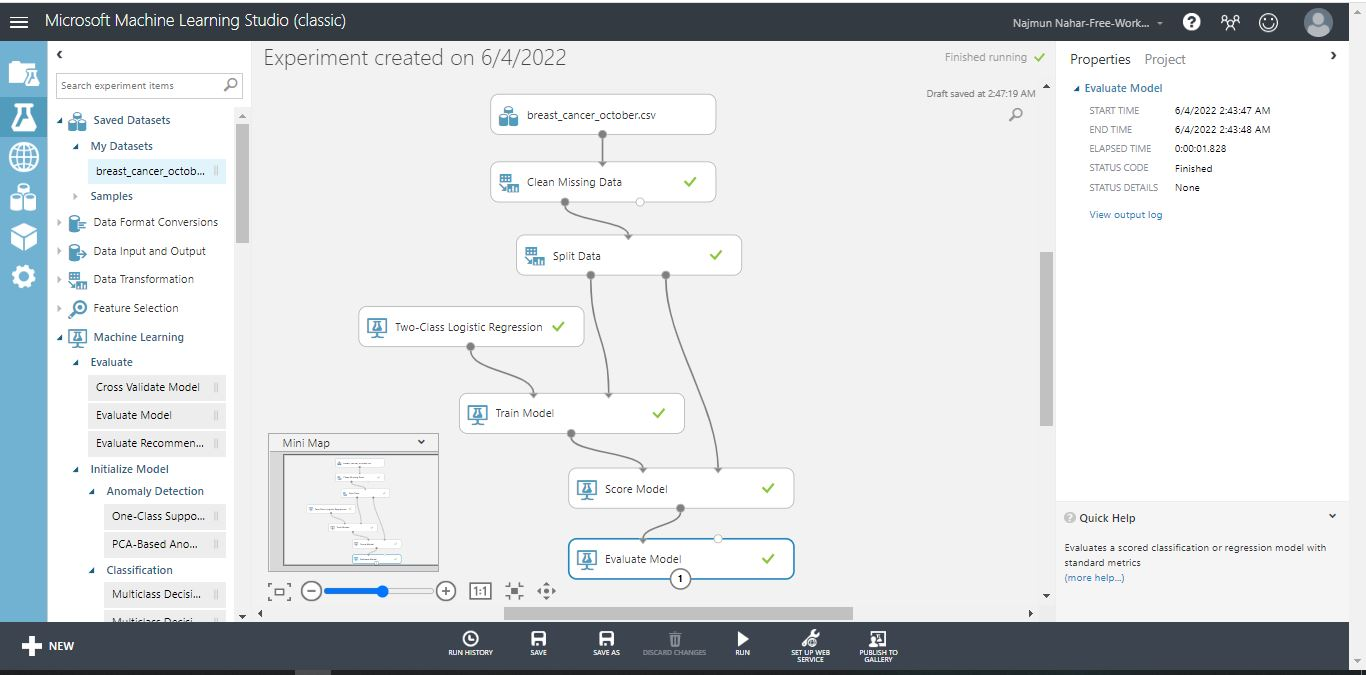 Microsoft Machine Learning Studio (classic)
Najmun Nahar-Free-Work...
?
Search experiment items
Saved Datasets
My Datasets
breast_cancer_octob...
Samples
Data Format Conversions
Data Input and Output
Data Transformation
Feature Selection
Machine Learning
Evaluate
Cross Validate Model
Evaluate Model
Evaluate Recommen...
Initialize Model
Anomaly Detection
One-Class Suppo...
PCA-Based Ano...
Classification
Multiclass Decisi...
Multiclass Decisi...
Experiment created on 6/4/2022
Finished running
Draft saved at 2:47:19 AM
breast_cancer_october.csv
Clean Missing Data
Split Data
Two-Class Logistic Regression
Train Model
Score Model
Evaluate Model
1
Mini Map
1:1
Properties Project
Evaluate Model
START TIME 6/4/2022 2:43:47 AM
END TIME 6/4/2022 2:43:48 AM
ELAPSED TIME 0:00:01.828
STATUS CODE Finished
STATUS DETAILS None
View output log
? Quick Help
Evaluates a scored classification or regression model with
standard metrics
(more help...)
NEW
RUN HISTORY
SAVE
SAVE AS
DISCARD CHANGES
RUN
SET UP WEB
SERVICE
PUBLISH TO
GALLERY